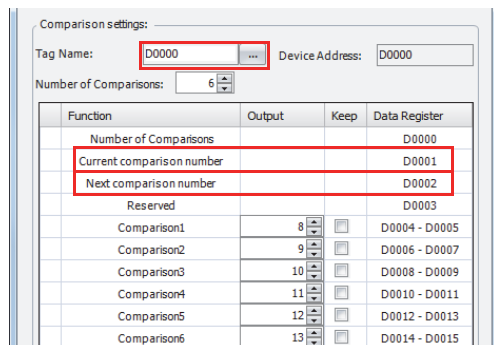 Comparison settings:
Tag Name: D0000 ... Device Address: D0000
Number of Comparisons: 6
Function Output Keep Data Register
Number of Comparisons D0000
Current comparison number D0001
Next comparison number D0002
Reserved D0003
Comparison1 8 D0004 - D0005
Comparison2 9 D0006 - D0007
Comparison3 10 D0008 - D0009
Comparison4 11 D0010 - D0011
Comparison5 12 D0012 - D0013
Comparison6 13 D0014 - D0015